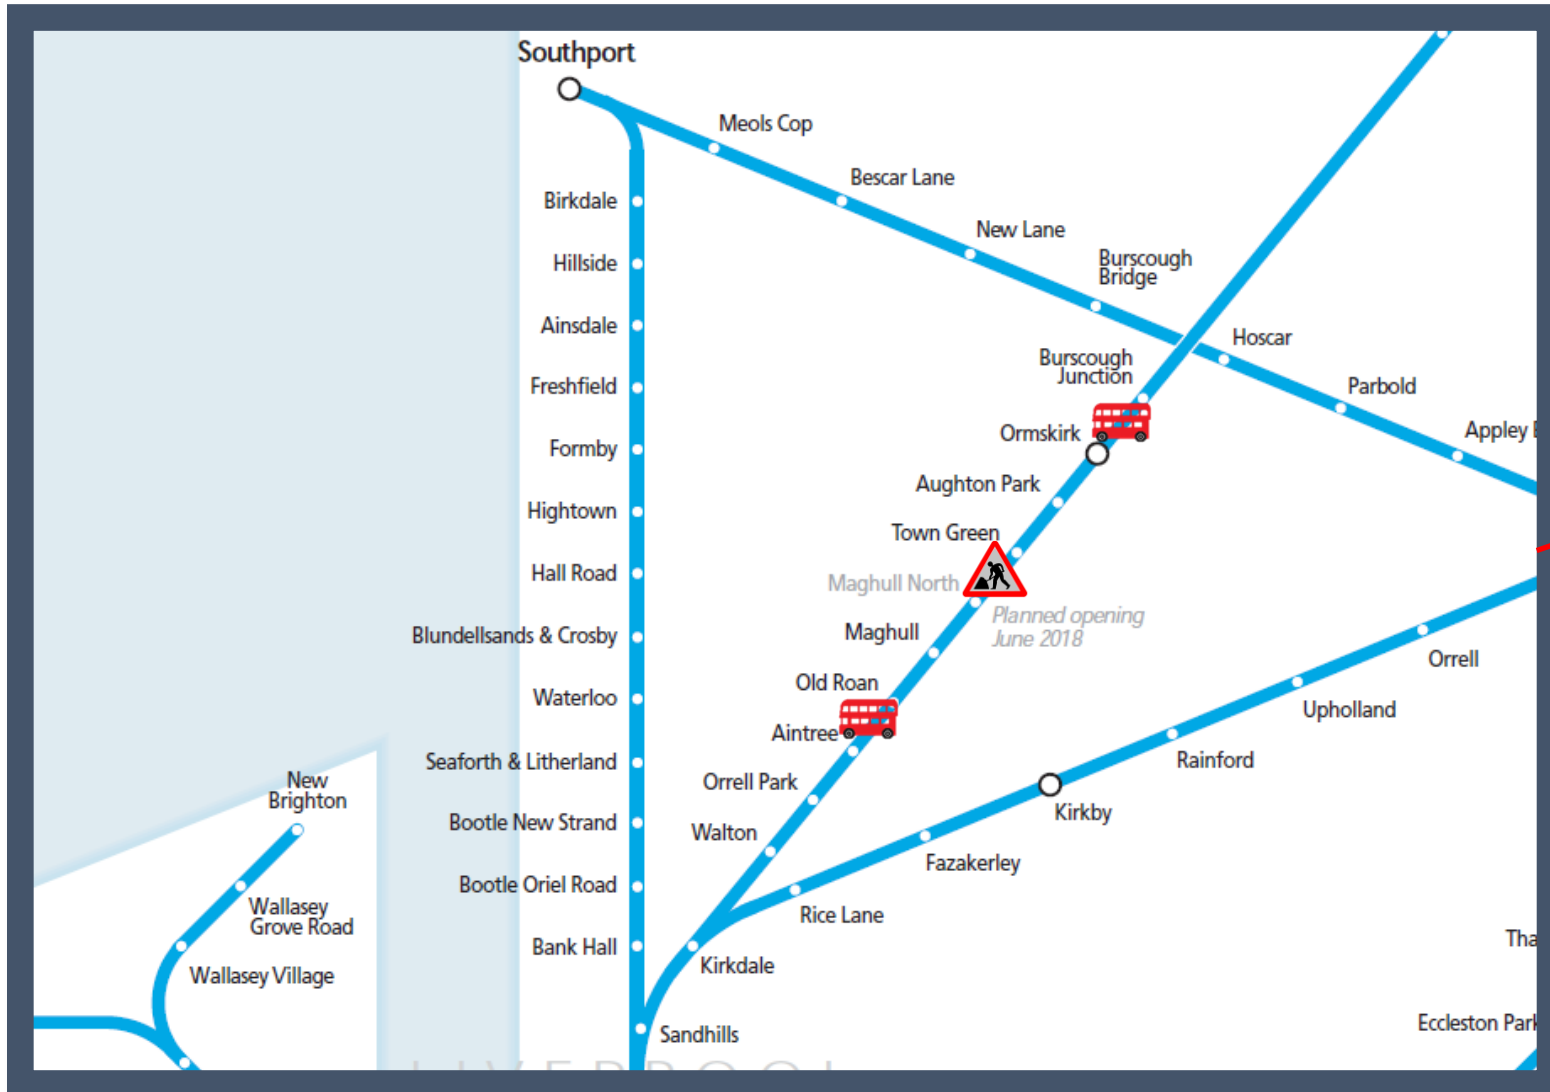 Southport
Meols Cop
Bescar Lane
New Lane
Burscough
Bridge
Hoscar
Parbold
Appley
Birkdale
Hillside
Ainsdale
Freshfield
Formby
Hightown
Hall Road
Blundellsands & Crosby
Waterloo
Seaforth & Litherland
Bootle New Strand
Bootle Oriel Road
Bank Hall
Sandhills
Burscough
Junction
Ormskirk
Aughton Park
Town Green
Maghull North
Planned opening
June 2018
Maghull
Old Roan
Aintree
Orrell Park
Walton
Kirkdale
Rice Lane
Fazakerley
Kirkby
Rainford
Upholland
Orrell
New
Brighton
Wallasey
Grove Road
Wallasey Village
Tha
Eccleston Park
LIVERPOOL